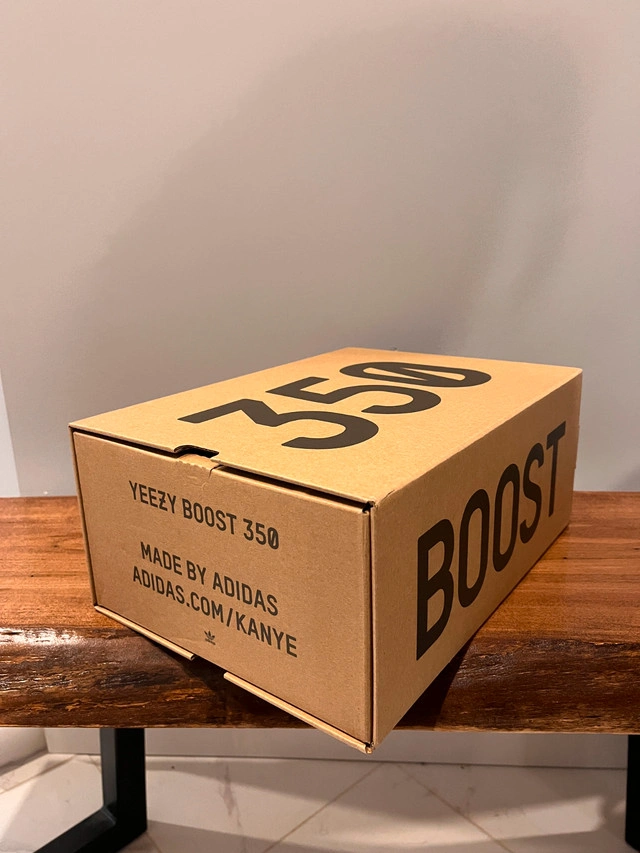 350
YEEZY BOOST 350
MADE BY ADIDAS
ADIDAS.COM/KANYE
BOOST